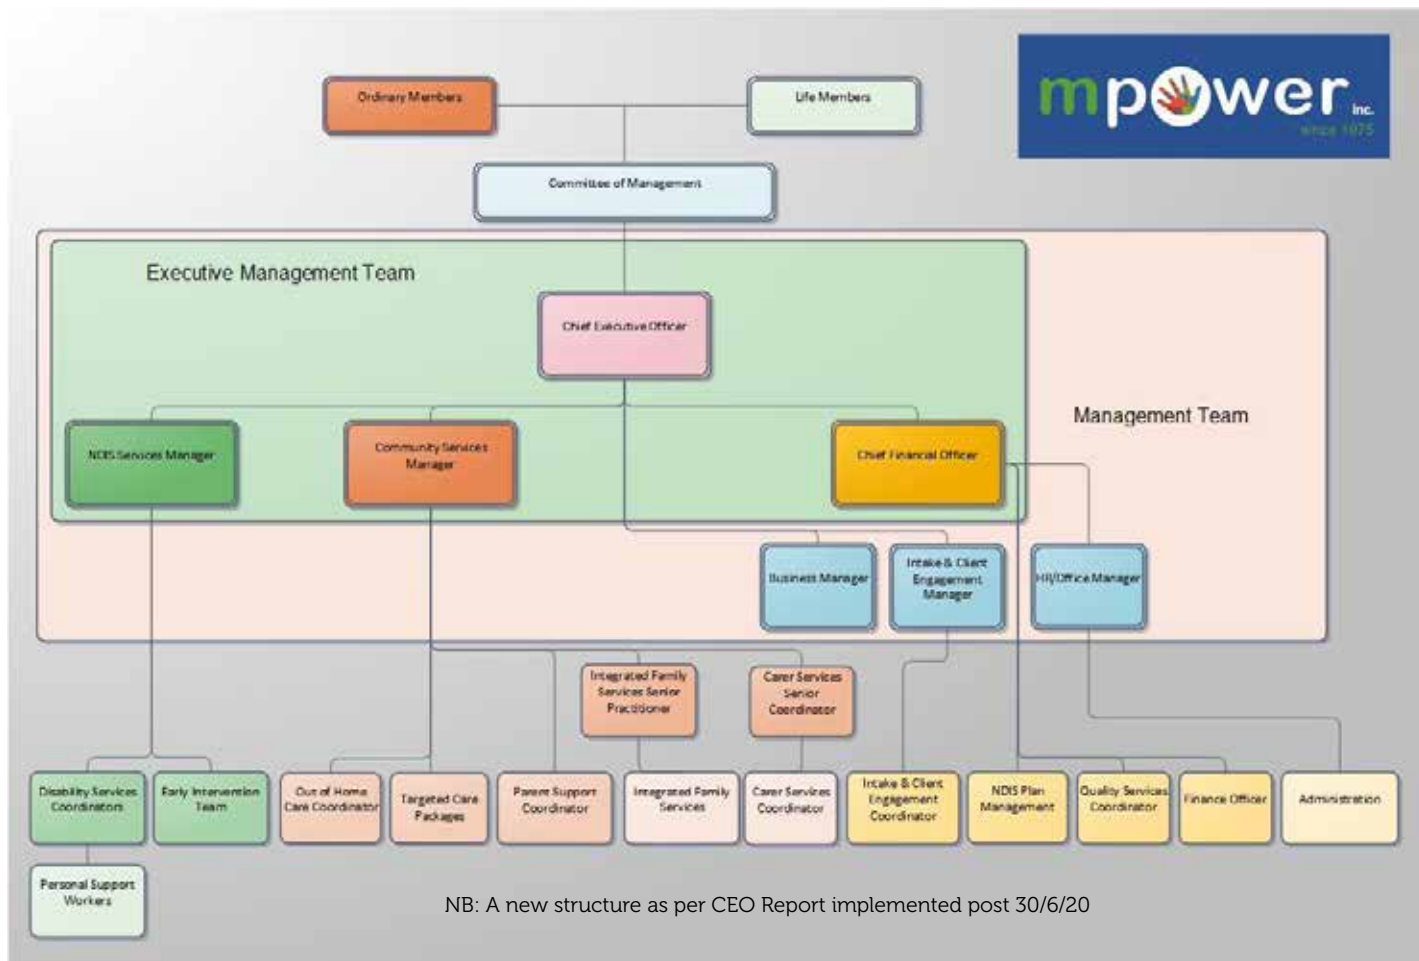 Ordinary Members
Life Members
mpower inc.
since 1975
Committee of Management
Executive Management Team
Chief Executive Officer
Management Team
NDIS Services Manager
Community Services
Manager
Chief Financial Officer
Business Manager
Intake & Client
Engagement
Manager
HR/Office Manager
Integrated Family
Services Senior
Practitioner
Carer Services
Senior
Coordinator
Disability Services
Coordinators
Early Intervention
Team
Out of Home
Care Coordinator
Targeted Care
Packages
Parent Support
Coordinator
Integrated Family
Services
Carer Services
Coordinator
Intake & Client
Engagement
Coordinator
NDIS Plan
Management
Quality Services
Coordinator
Finance Officer
Administration
Personal Support
Workers
NB: A new structure as per CEO Report implemented post 30/6/20